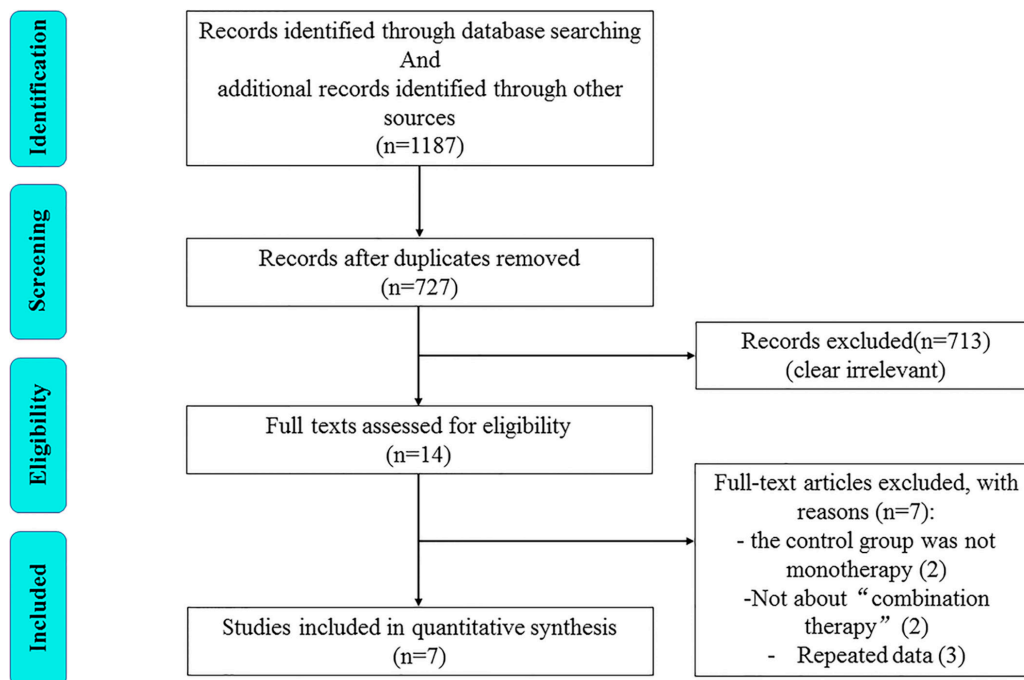 Identification
Records identified through database searching
And
additional records identified through other
sources
(n=1187)
Screening
Records after duplicates removed
(n=727)
Records excluded(n=713)
(clear irrelevant)
Eligibility
Full texts assessed for eligibility
(n=14)
Full-text articles excluded, with
reasons (n=7):
- the control group was not
monotherapy (2)
-Not about “combination
therapy” (2)
- Repeated data (3)
Included
Studies included in quantitative synthesis
(n=7)